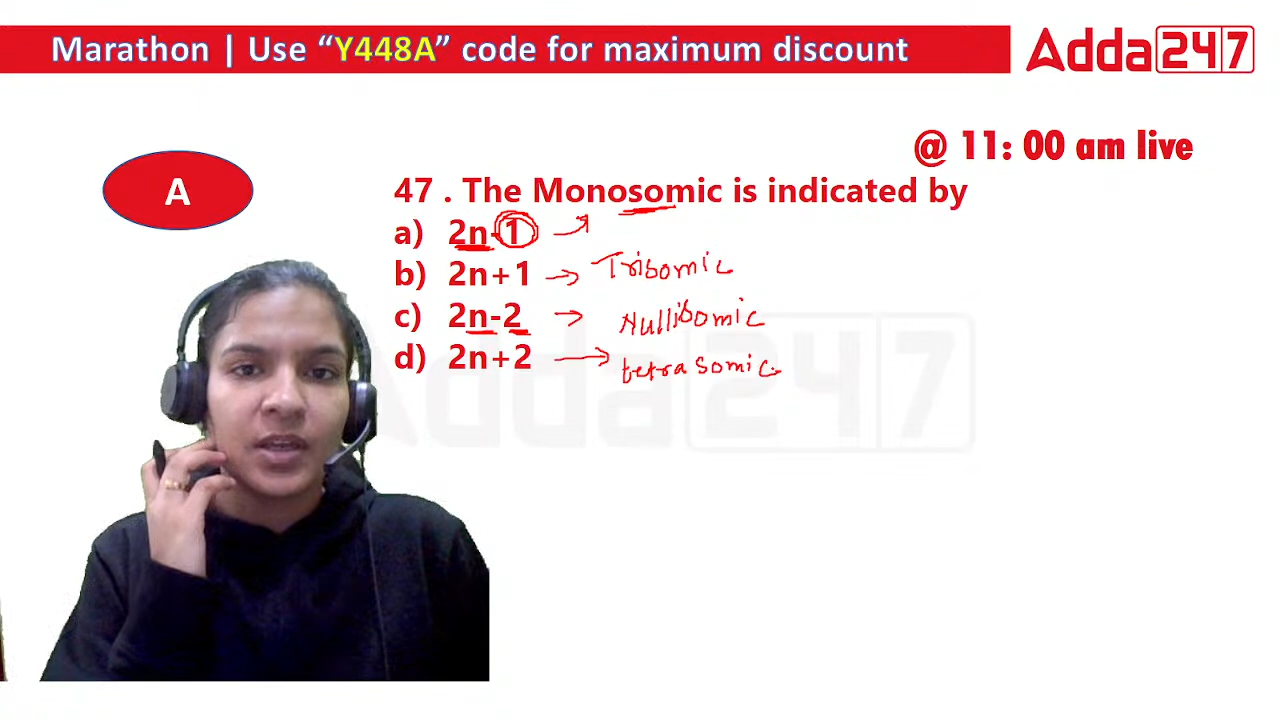 Marathon | Use “Y448A” code for maximum discount
Adda247
@ 11: 00 am live
A
47 . The Monosomic is indicated by
a) 2n-1
b) 2n+1 → Trisomic
c) 2n-2 → Nullisomic
d) 2n+2 → tetrasomic
Adda247